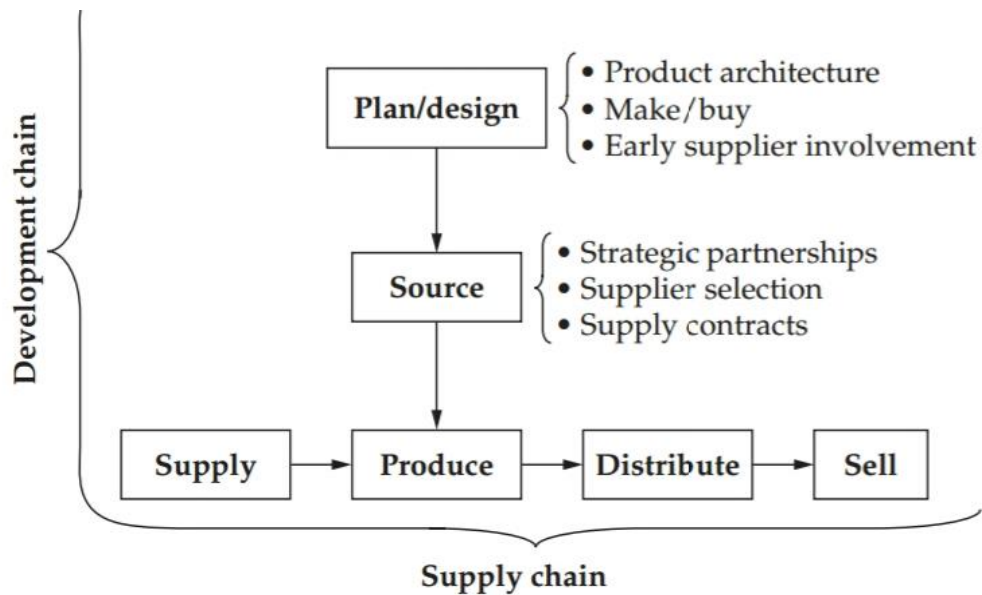 Development chain
Plan/design
• Product architecture
• Make/buy
• Early supplier involvement
Source
• Strategic partnerships
• Supplier selection
• Supply contracts
Supply
Produce
Distribute
Sell
Supply chain